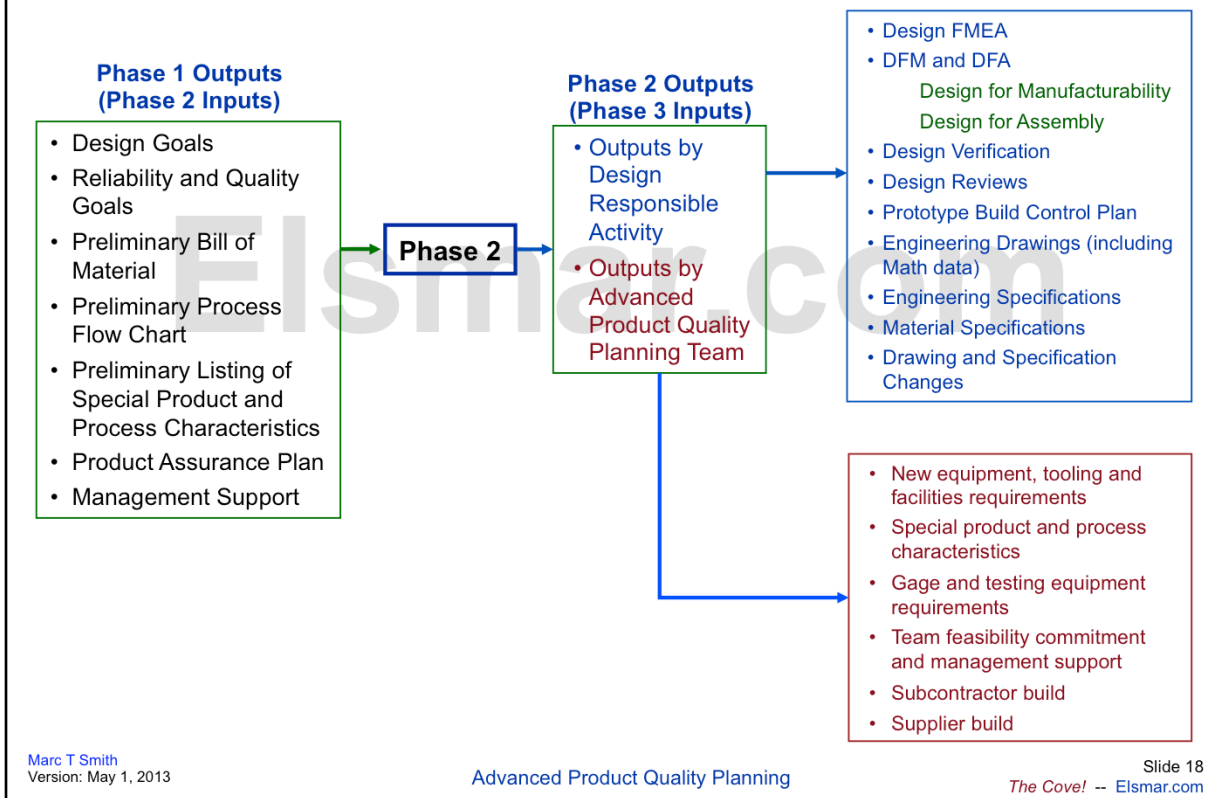 Phase 1 Outputs
(Phase 2 Inputs)
• Design Goals
• Reliability and Quality
Goals
• Preliminary Bill of
Material
• Preliminary Process
Flow Chart
• Preliminary Listing of
Special Product and
Process Characteristics
• Product Assurance Plan
• Management Support
Phase 2
Phase 2 Outputs
(Phase 3 Inputs)
• Outputs by
Design
Responsible
Activity
• Outputs by
Advanced
Product Quality
Planning Team
• Design FMEA
• DFM and DFA
Design for Manufacturability
Design for Assembly
• Design Verification
• Design Reviews
• Prototype Build Control Plan
• Engineering Drawings (including
Math data)
• Engineering Specifications
• Material Specifications
• Drawing and Specification
Changes
• New equipment, tooling and
facilities requirements
• Special product and process
characteristics
• Gage and testing equipment
requirements
• Team feasibility commitment
and management support
• Subcontractor build
• Supplier build
Elsmar.com
Marc T Smith
Version: May 1, 2013
Advanced Product Quality Planning
Slide 18
The Cove! -- Elsmar.com